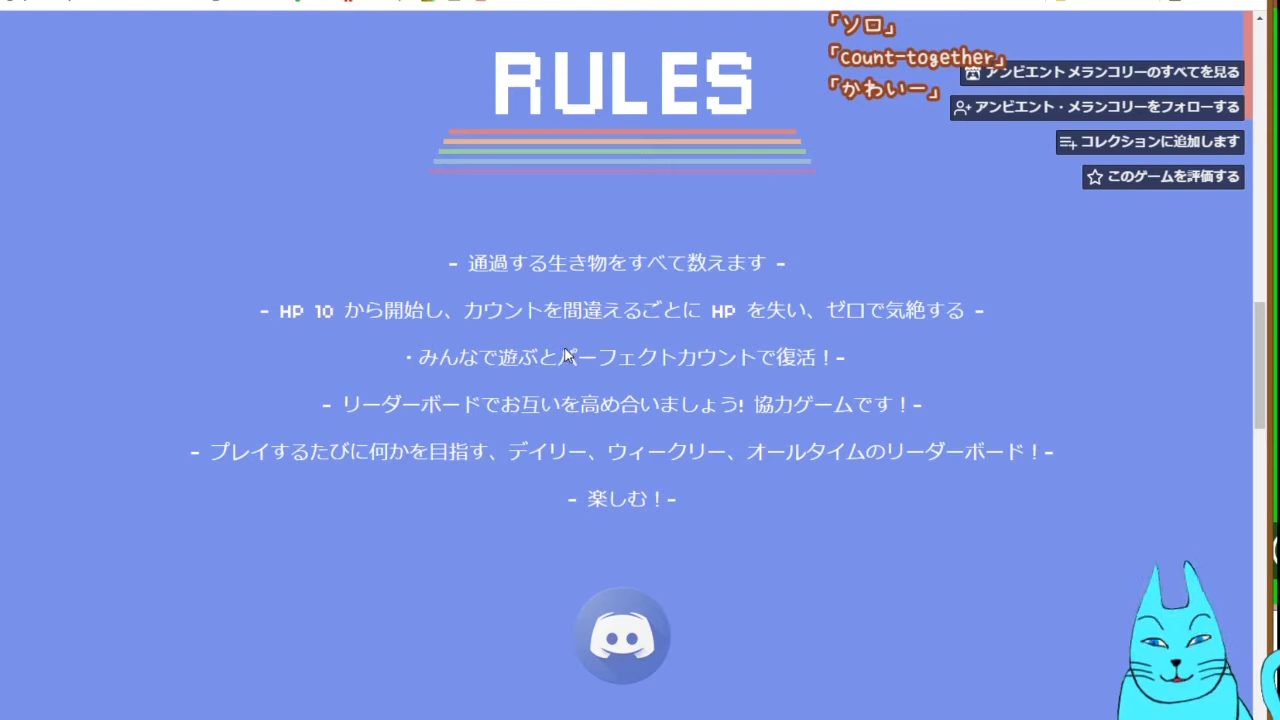 「ソロ」
「count-together」
「かわいー」
アンビエント メランコリーのすべてを見る
アンビエント・メランコリーをフォローする
コレクションに追加します
このゲームを評価する
RULES
- 通過する生き物をすべて数えます -
- HP 10 から開始し、カウントを間違えるごとに HP を失い、ゼロで気絶する -
・みんなで遊ぶとパーフェクトカウントで復活！-
- リーダーボードでお互いを高め合いましょう! 協力ゲームです！-
- プレイするたびに何かを目指す、デイリー、ウィークリー、オールタイムのリーダーボード！-
- 楽しむ！-